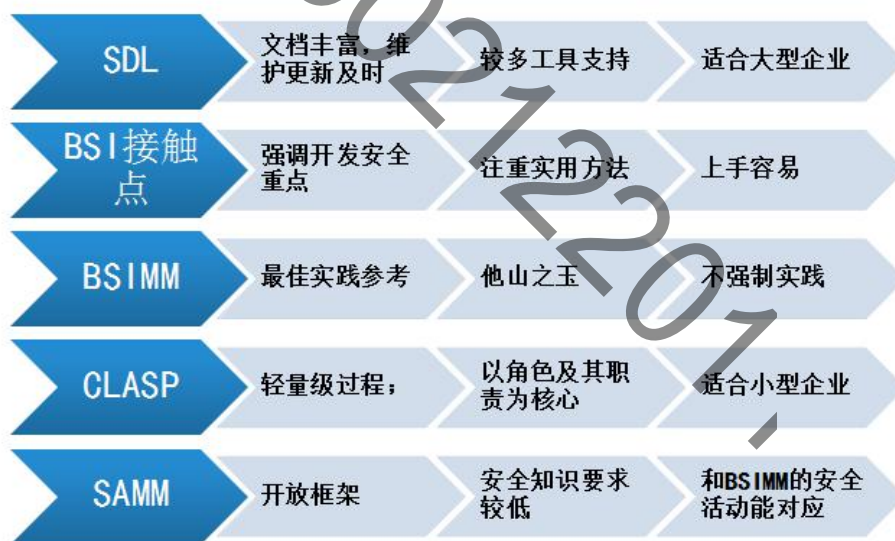 SDL
文档丰富，维
护更新及时
较多工具支持
适合大型企业
BSI接触
点
强调开发安全
重点
注重实用方法
上手容易
BSIMM
最佳实践参考
他山之玉
不强制实践
CLASP
轻量级过程；
以角色及其职
责为核心
适合小型企业
SAMM
开放框架
安全知识要求
较低
和BSIMM的安全
活动能对应